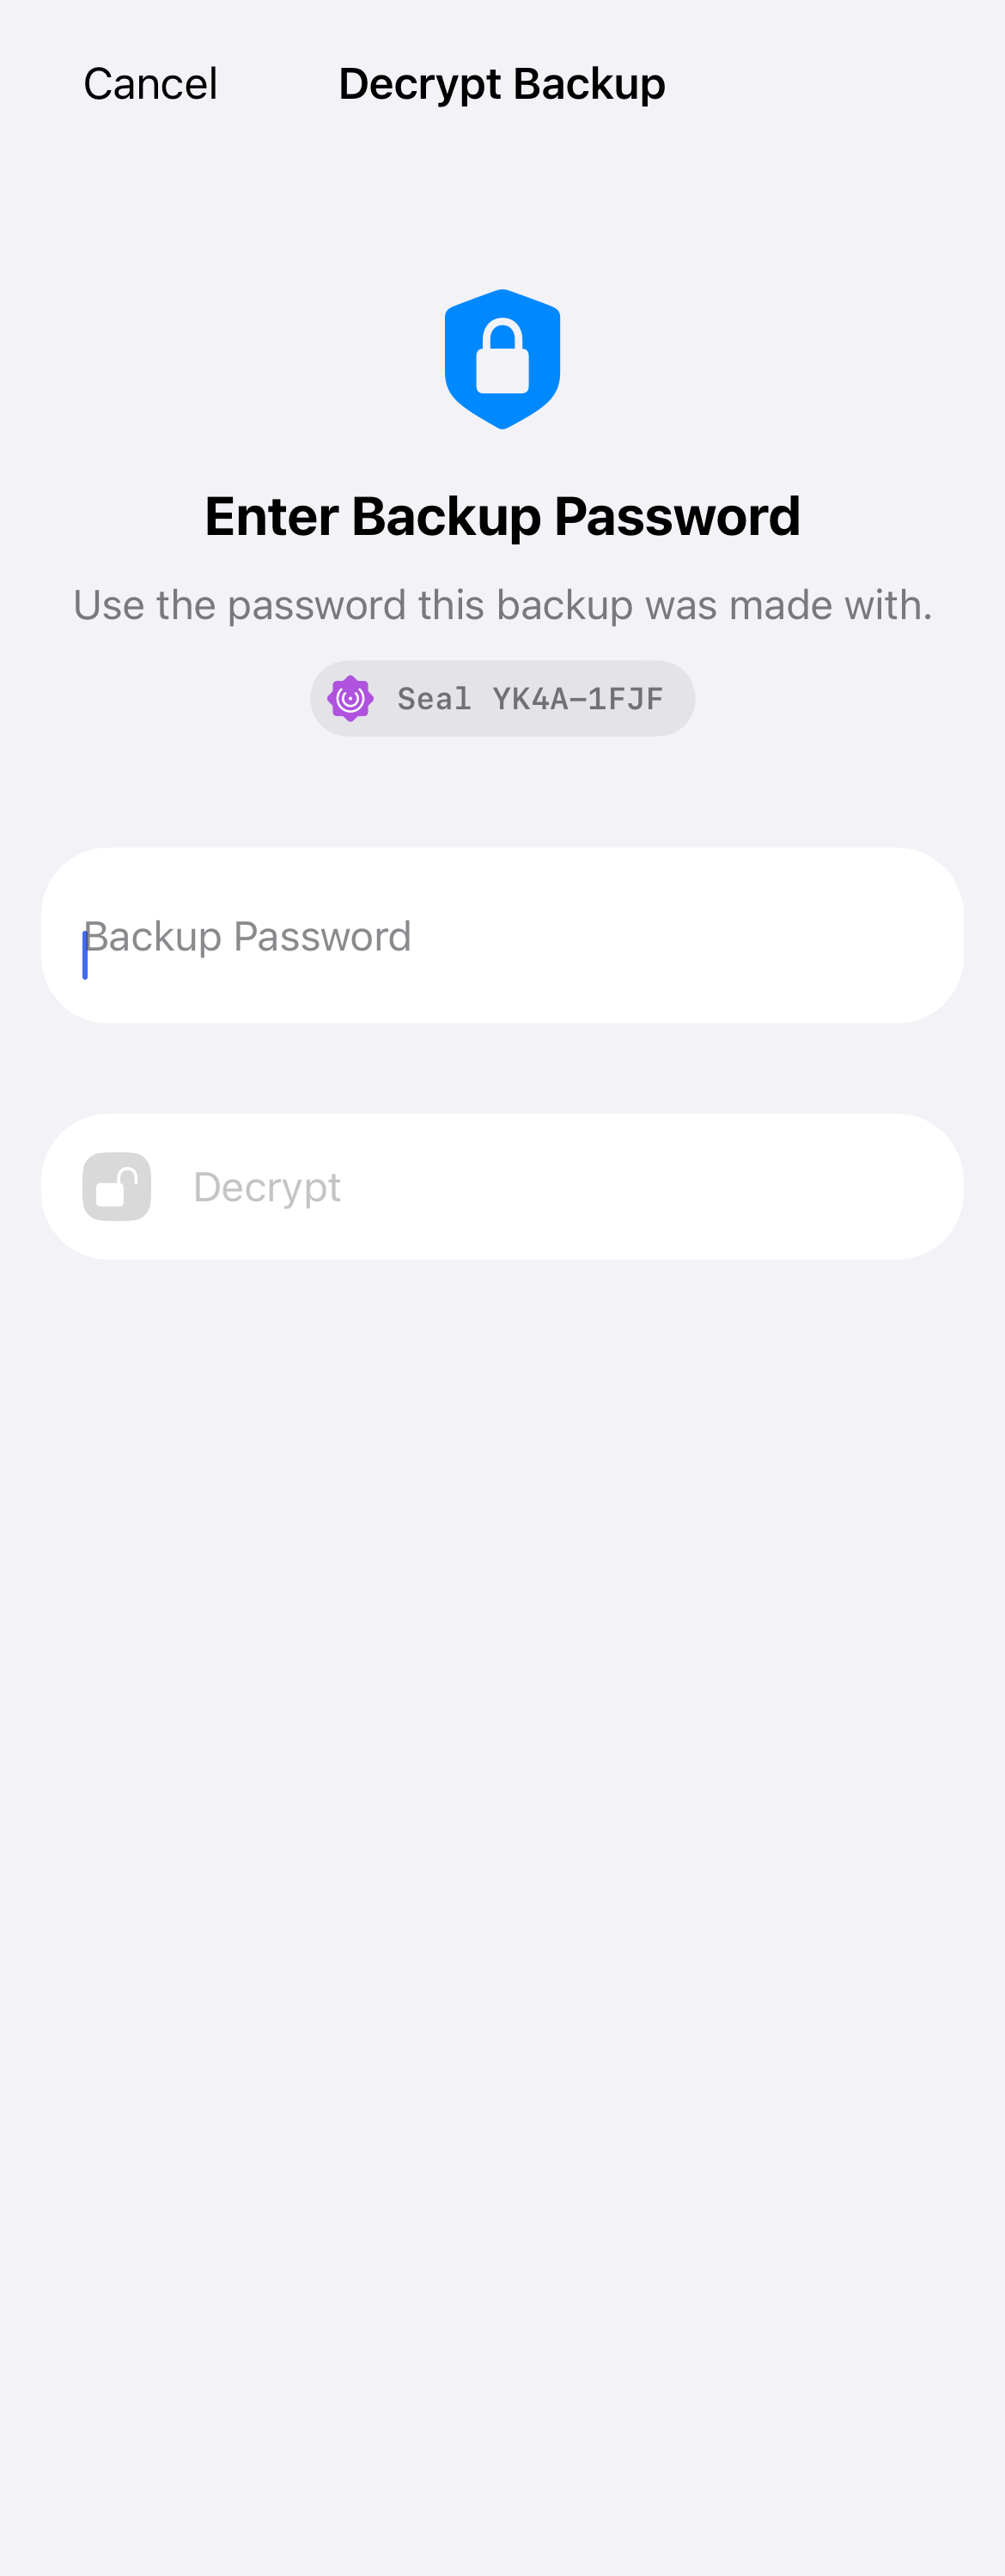 Cancel
Decrypt Backup
Enter Backup Password
Use the password this backup was made with.
Seal YK4A–1FJF
Backup Password
Decrypt